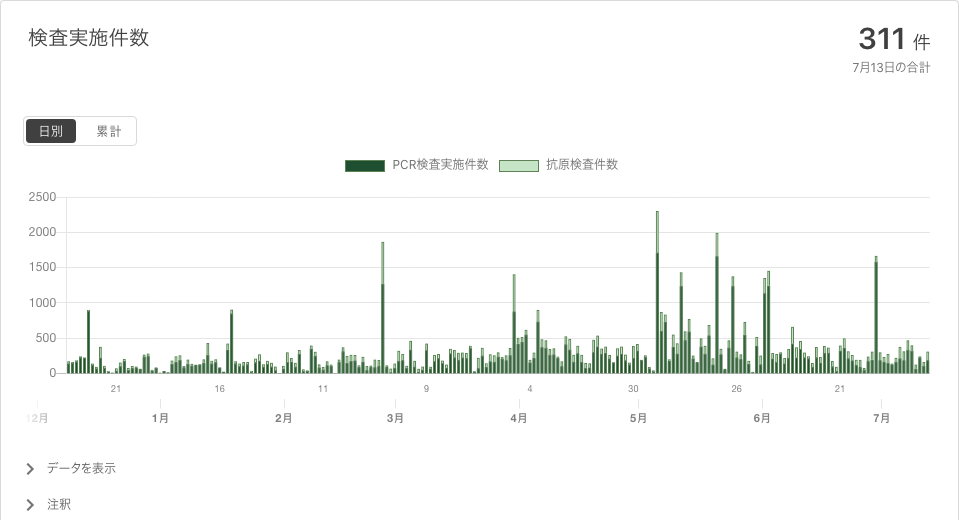 検査実施件数
311 件
7月13日の合計
日別 累計
PCR検査実施件数 抗原検査件数
2500
2000
1500
1000
500
0
21 16 11 9 4 30 26 21
12月 1月 2月 3月 4月 5月 6月 7月
データを表示
注釈